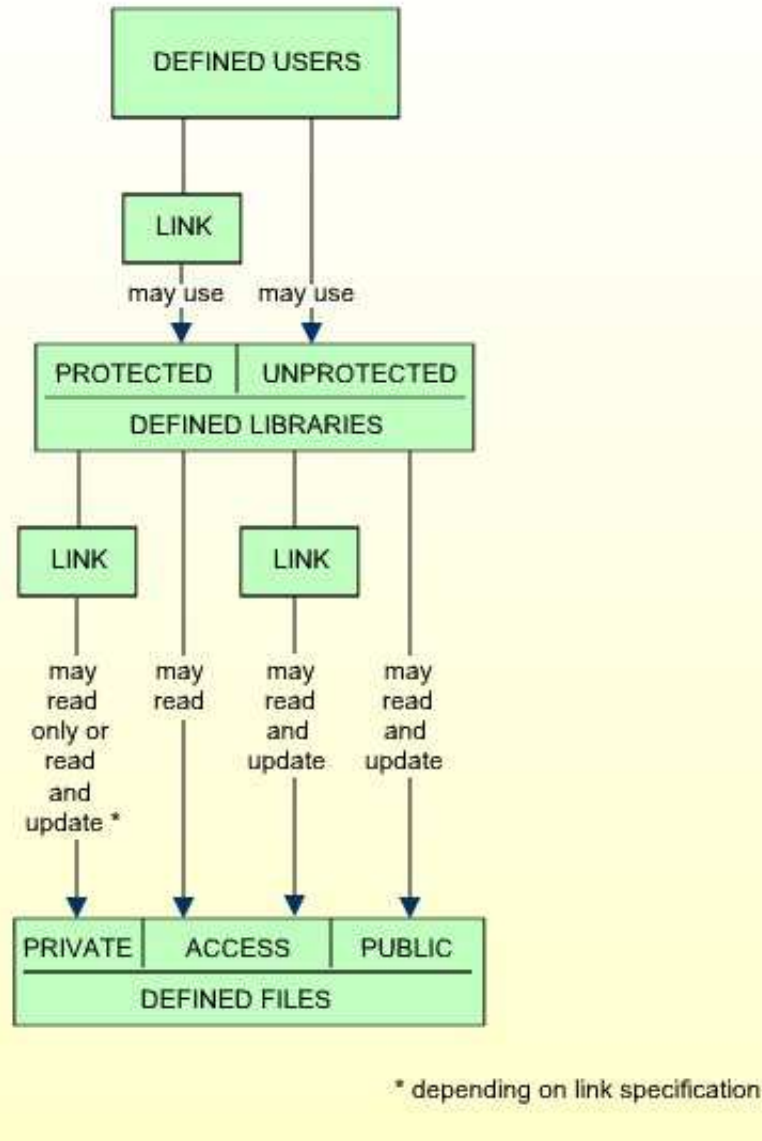 DEFINED USERS
LINK
may use
may use
PROTECTED
UNPROTECTED
DEFINED LIBRARIES
LINK
LINK
may
read
only or
read
and
update *
may
read
may
read
and
update
may
read
and
update
PRIVATE
ACCESS
PUBLIC
DEFINED FILES
* depending on link specification